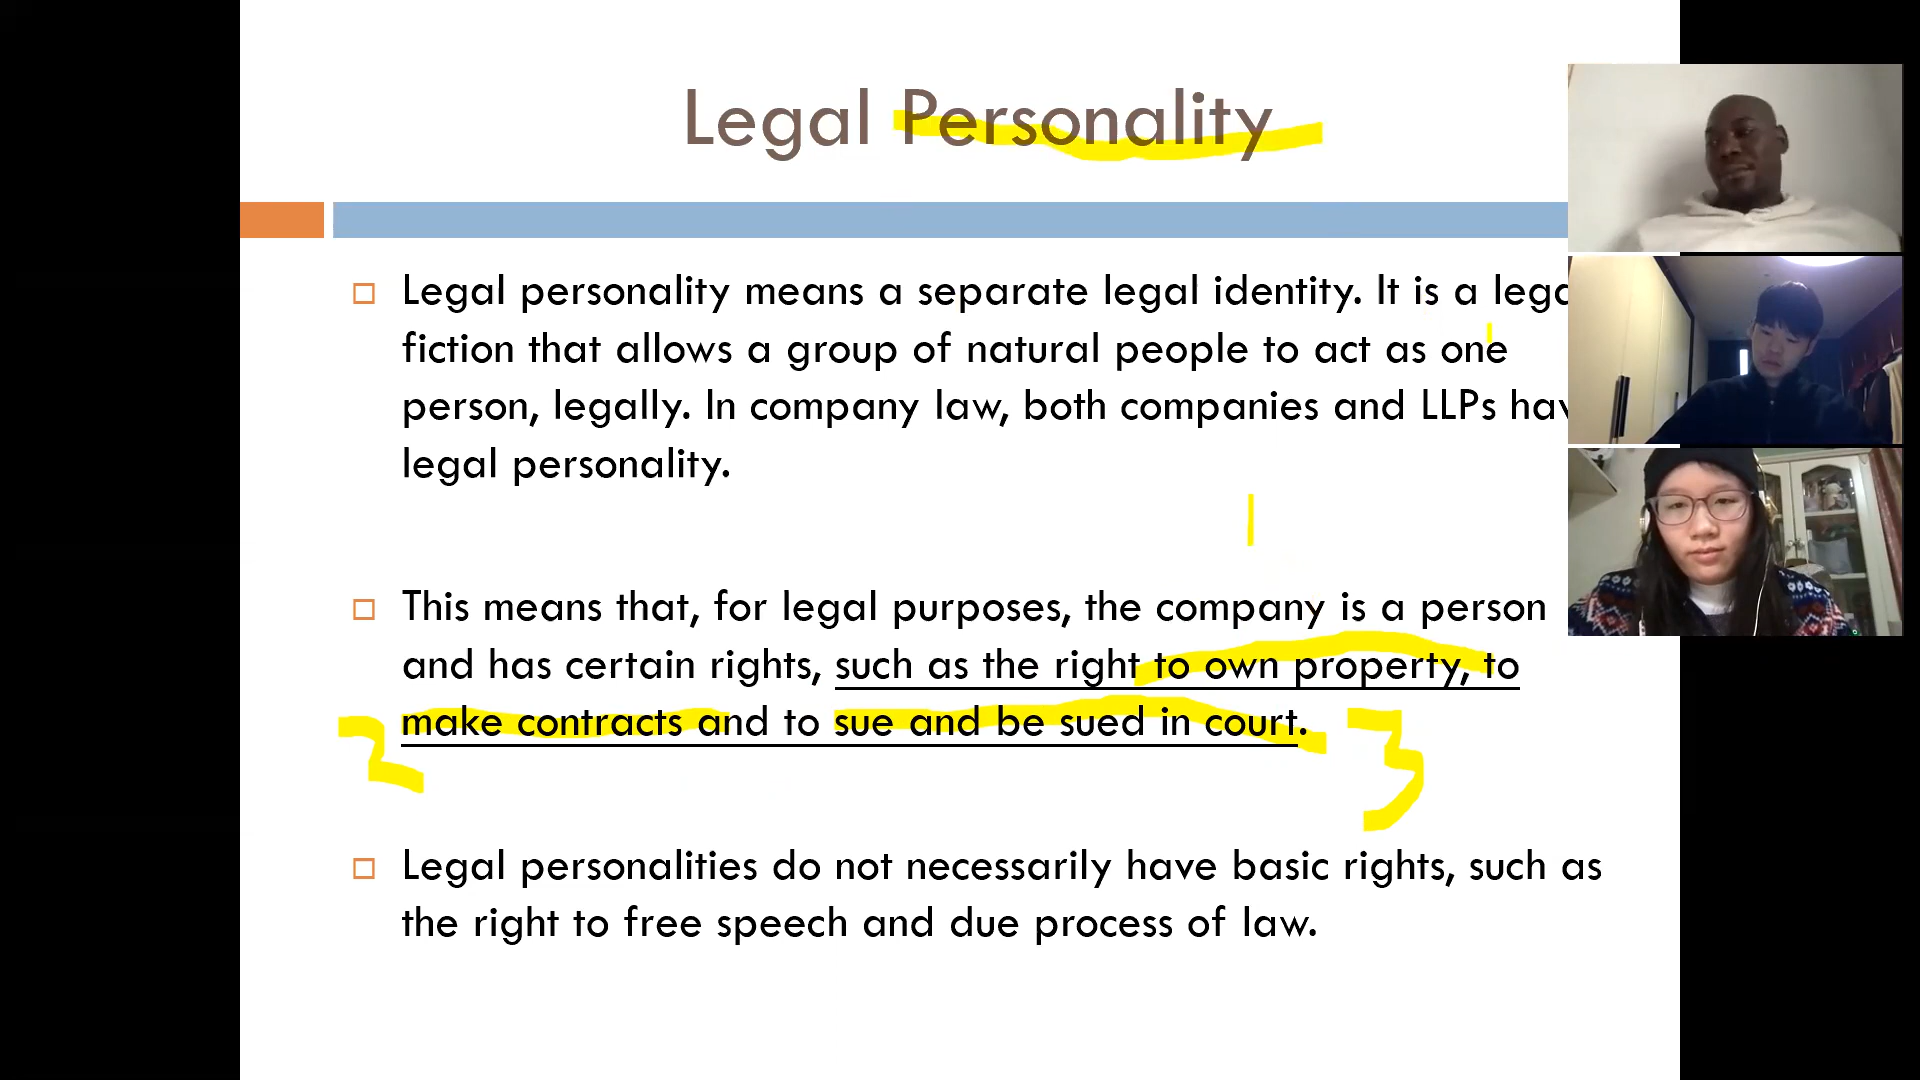 Legal Personality
Legal personality means a separate legal identity. It is a lega
fiction that allows a group of natural people to act as one
person, legally. In company law, both companies and LLPs hav
legal personality.
1
This means that, for legal purposes, the company is a person
and has certain rights, such as the right to own property, to
make contracts and to sue and be sued in court.
2 3
Legal personalities do not necessarily have basic rights, such as
the right to free speech and due process of law.